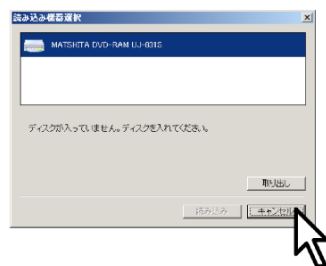 読み込み機器選択
MATSHITA DVD-RAM UJ-831S
ディスクが入っていません。ディスクを入れてください。
取り出し
読み込み
キャンセル